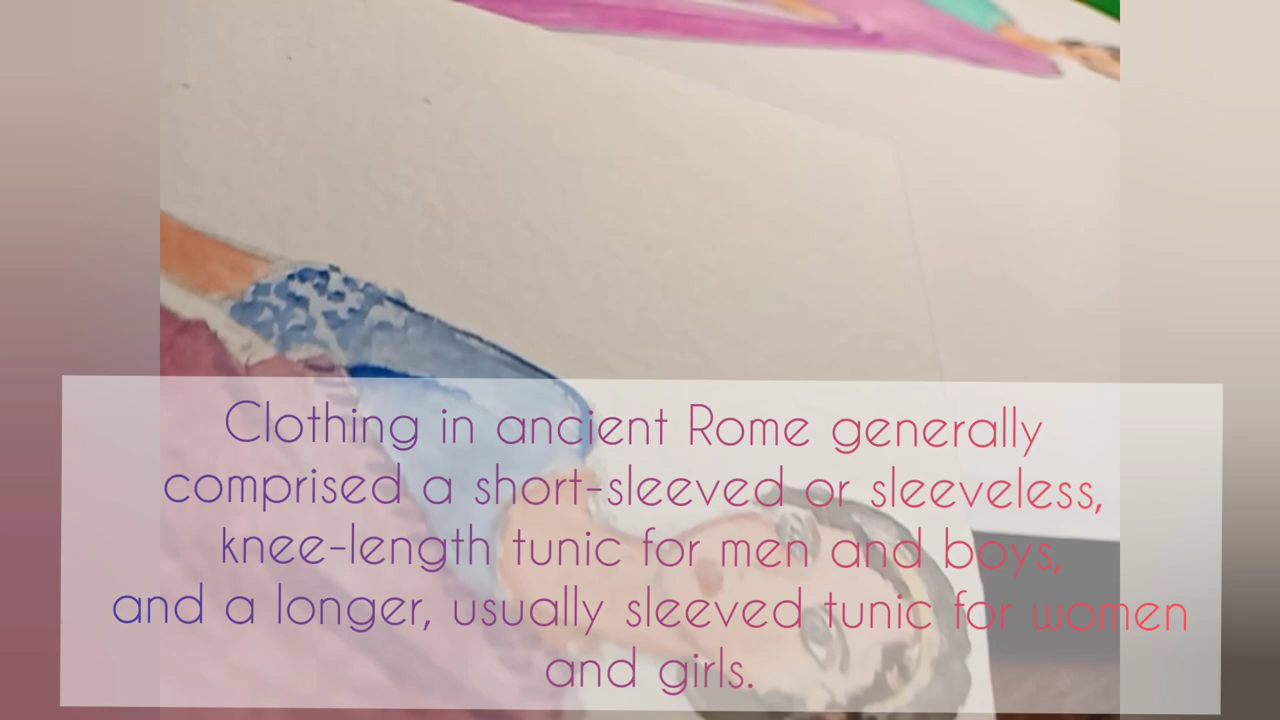 Clothing in ancient Rome generally
comprised a short-sleeved or sleeveless,
knee-length tunic for men and boys,
and a longer, usually sleeved tunic for women
and girls.